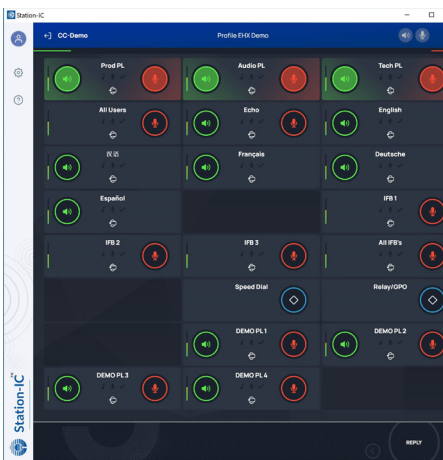 Station-IC
CC-Demo
Profile EHX Demo
Prod PL
Audio PL
Tech PL
All Users
Echo
English
汉语
Français
Deutsche
Español
IFB 1
IFB 2
IFB 3
All IFB's
Speed Dial
Relay/GPO
DEMO PL 1
DEMO PL 2
DEMO PL 3
DEMO PL 4
Station-IC
REPLY